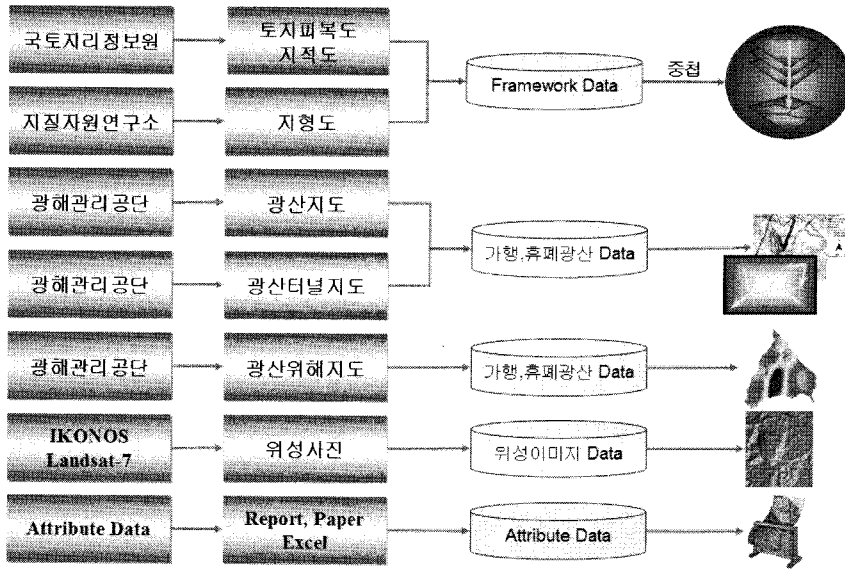 국토지리정보원
토지피복도
지적도
Framework Data
중첩
지질자원연구소
지형도
광해관리공단
광산지도
가행,휴폐광산 Data
광해관리공단
광산터널지도
광해관리공단
광산위해지도
가행,휴폐광산 Data
IKONOS
Landsat-7
위성사진
위성이미지 Data
Attribute Data
Report, Paper
Excel
Attribute Data